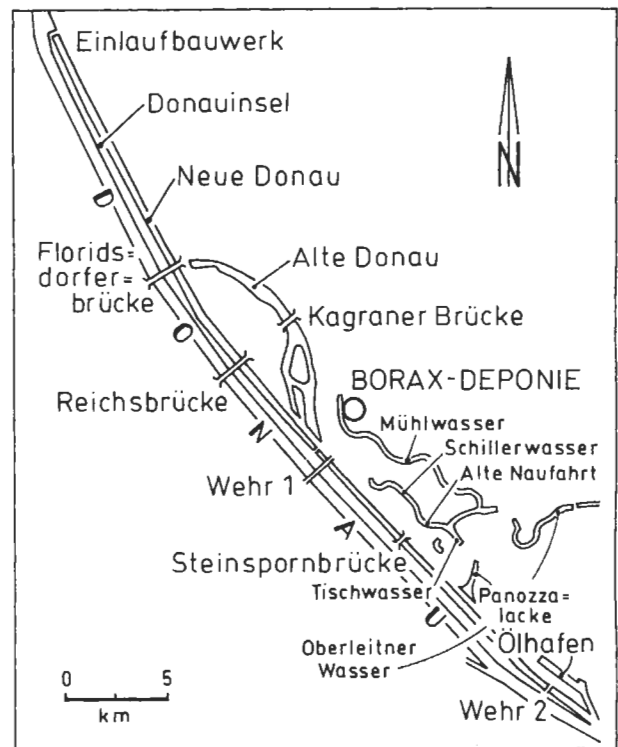 Einlaufbauwerk
Donauinsel
N
Neue Donau
Florids=
dorfer=
brücke
Alte Donau
Kagraner Brücke
Reichsbrücke
BORAX-DEPONIE
Mühlwasser
Schillerwasser
Alte Naufahrt
Wehr 1
Steinspornbrücke
Tischwasser
Panozza=
lacke
Oberleitner
Wasser
Ölhafen
Wehr 2
DONAU
0 5
km